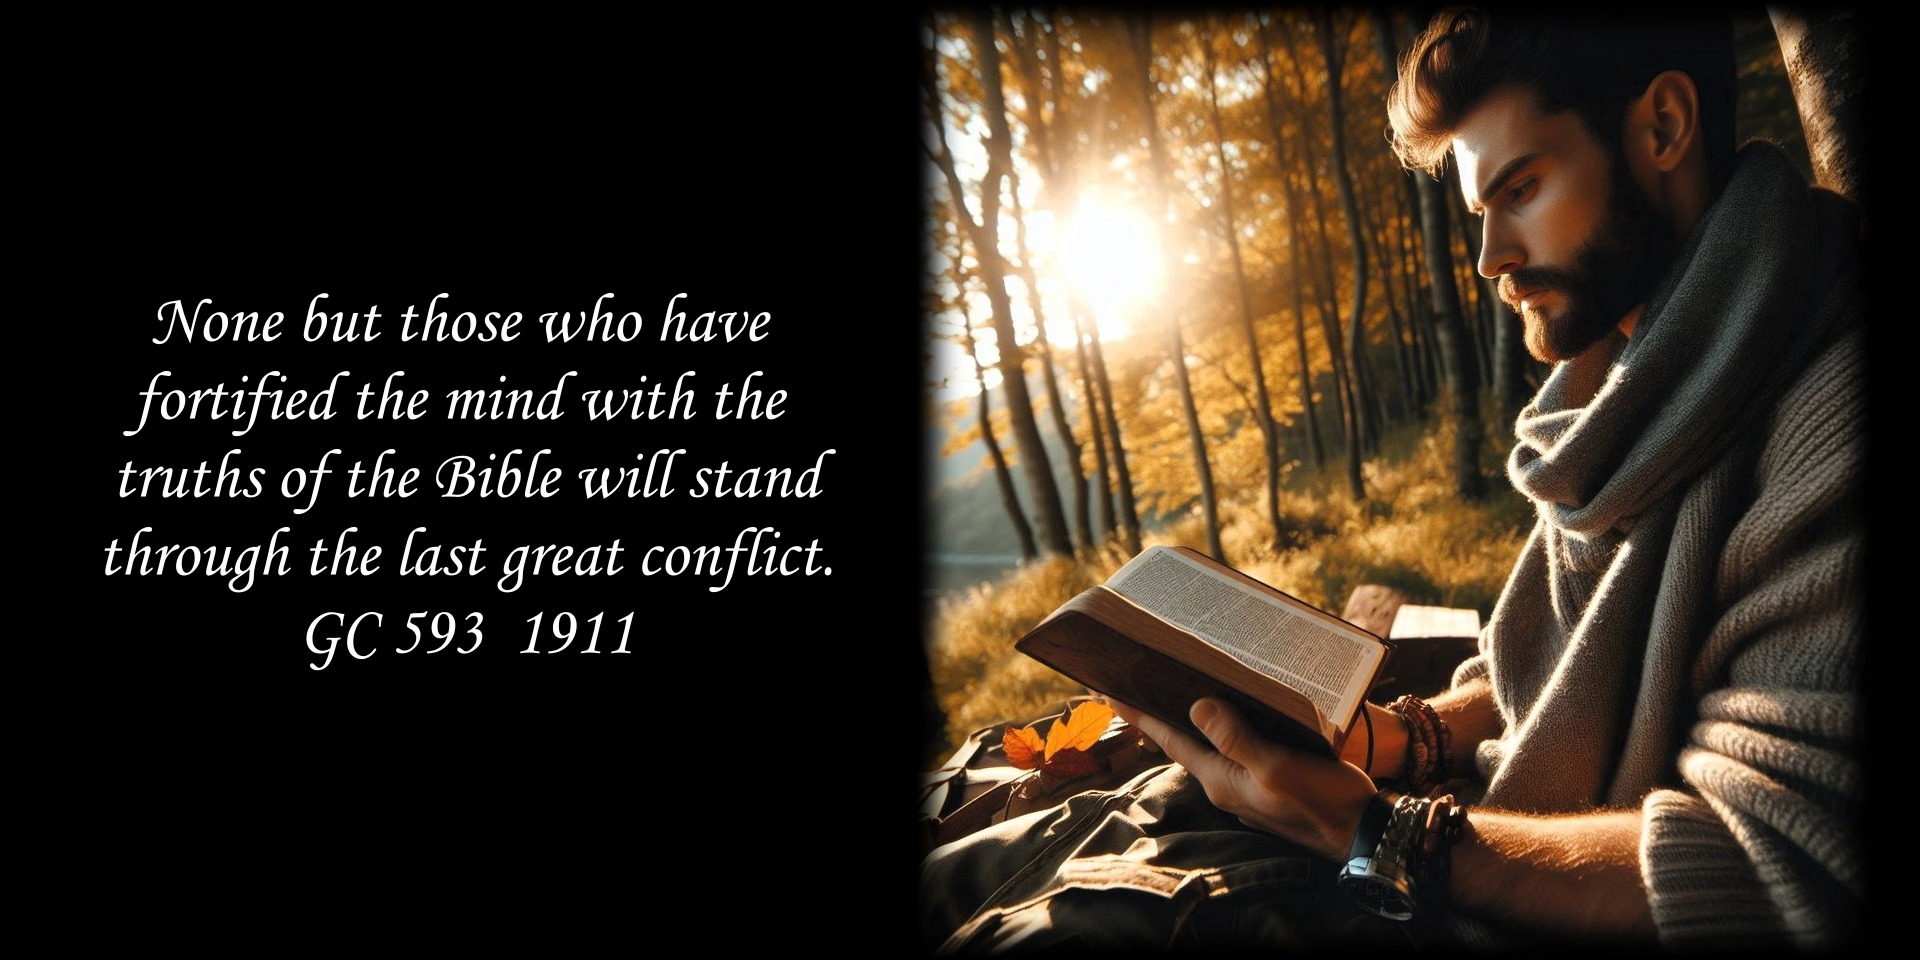 None but those who have
fortified the mind with the
truths of the Bible will stand
through the last great conflict.
GC 593  1911